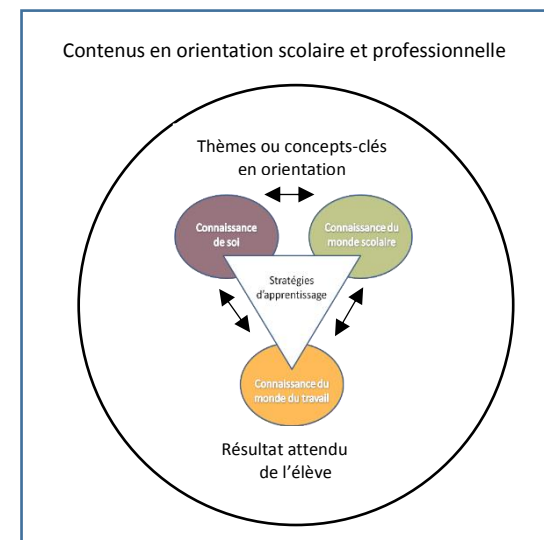 Contenus en orientation scolaire et professionnelle
Thèmes ou concepts-clés
en orientation
Connaissance
de soi
Connaissance du
monde scolaire
Stratégies
d'apprentissage
Connaissance du
monde du travail
Résultat attendu
de l'élève